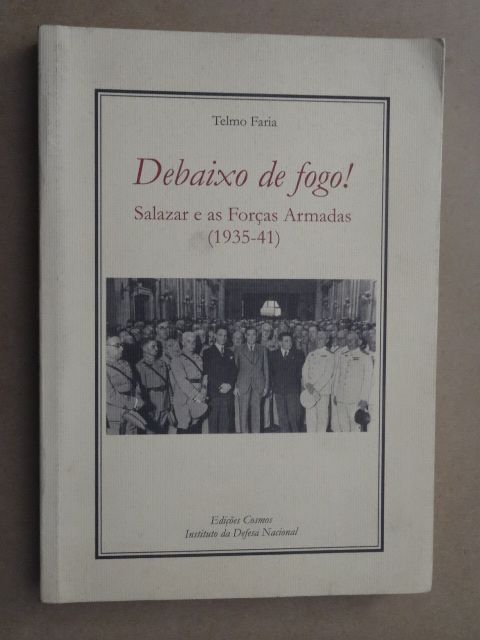 Telmo Faria
Debaixo de fogo!
Salazar e as Forças Armadas
(1935-41)
Edições Cosmos
Instituto da Defesa Nacional